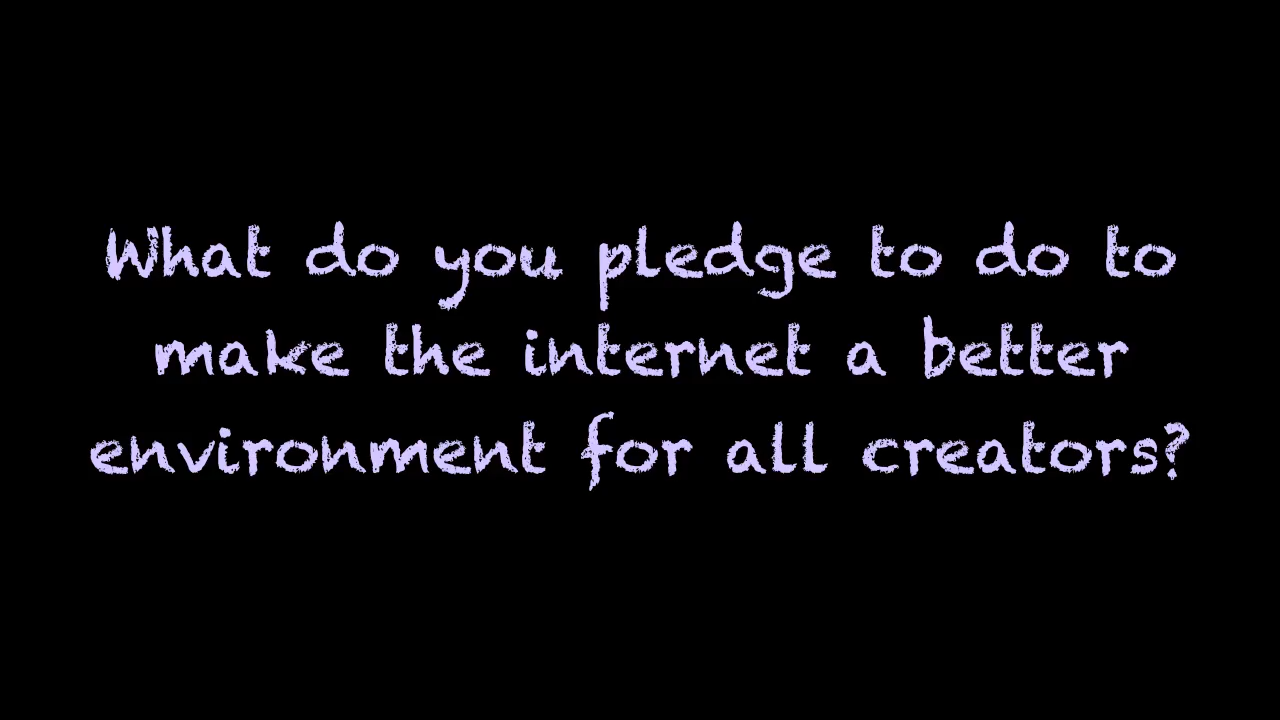 What do you pledge to do to
make the internet a better
environment for all creators?